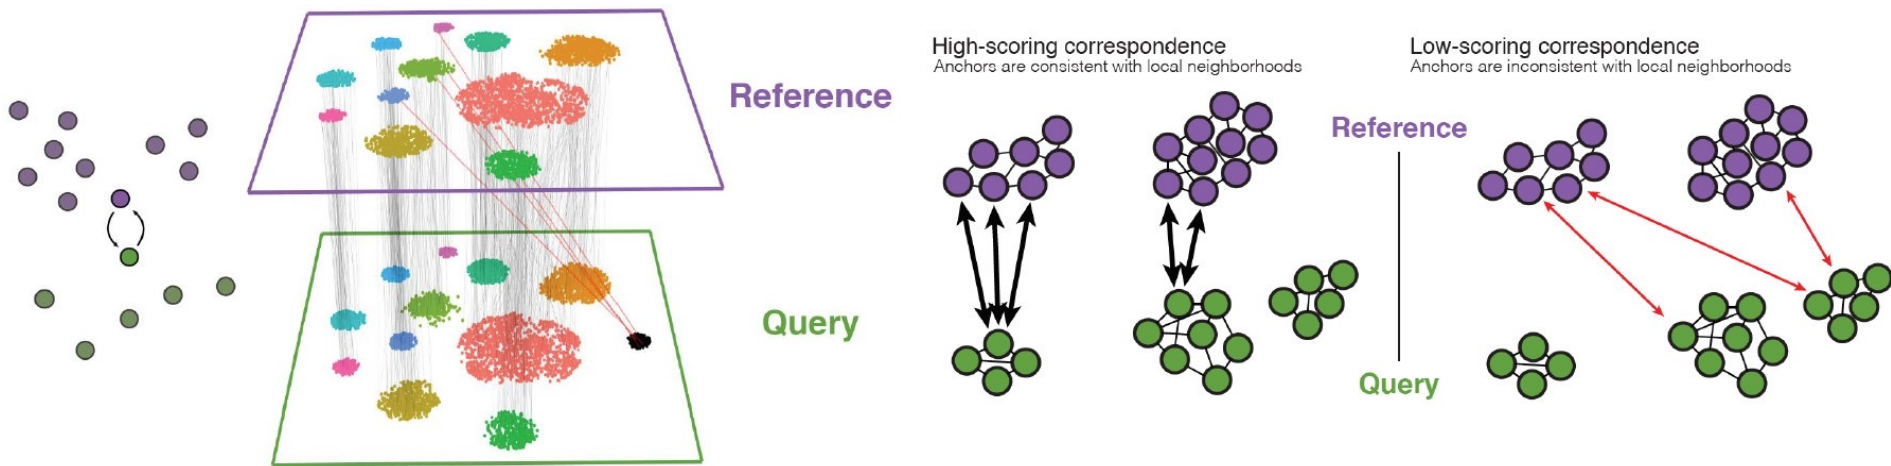 Reference
Query
High-scoring correspondence
Anchors are consistent with local neighborhoods
Low-scoring correspondence
Anchors are inconsistent with local neighborhoods
Reference
Query